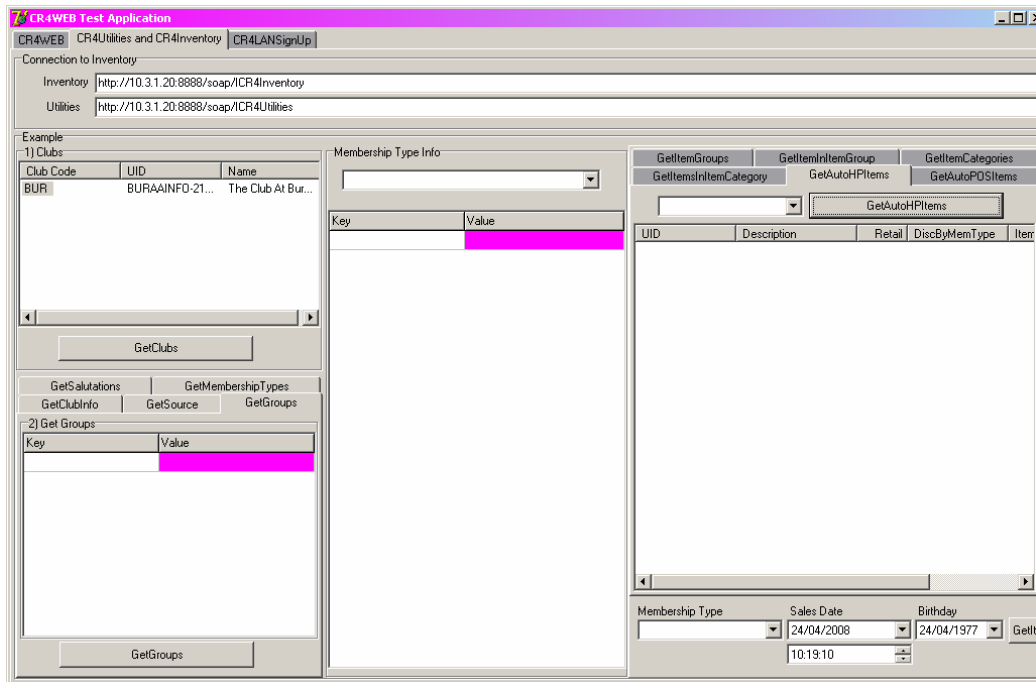 CR4WEB Test Application
CR4WEB
CR4Utilities and CR4Inventory
CR4LANSignUp
Connection to Inventory
Inventory http://10.3.1.20:8888/soap/ICR4Inventory
Utilities http://10.3.1.20:8888/soap/ICR4Utilities
Example
1) Clubs
Club Code UID Name
BUR BURAAINFO-21... The Club At Bur...
GetClubs
GetSalutations GetMembershipTypes
GetClubInfo GetSource GetGroups
2) Get Groups
Key Value
GetGroups
Membership Type Info
Key Value
GetItemGroups GetItemInItemGroup GetItemCategories
GetItemsInItemCategory GetAutoHPItems GetAutoPOSItems
GetAutoHPItems
UID Description Retail DiscByMemType Item
Membership Type Sales Date Birthday
24/04/2008 24/04/1977 GetIt
10:19:10